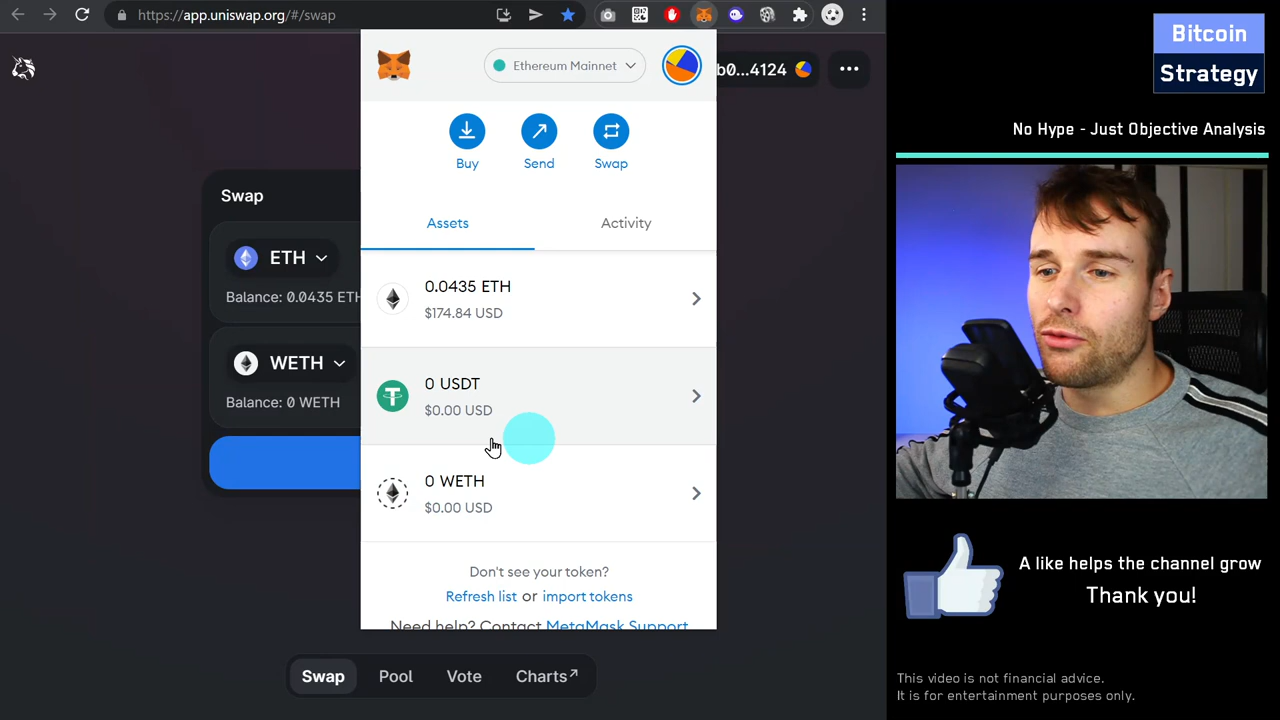 https://app.uniswap.org/#/swap
Bitcoin
Strategy
No Hype - Just Objective Analysis
Ethereum Mainnet
b0...4124
Buy
Send
Swap
Assets
Activity
Swap
ETH
Balance: 0.0435 ETH
WETH
Balance: 0 WETH
0.0435 ETH
$174.84 USD
0 USDT
$0.00 USD
0 WETH
$0.00 USD
Don't see your token?
Refresh list or import tokens
Need help? Contact MetaMask Support
Swap
Pool
Vote
Charts
A like helps the channel grow
Thank you!
This video is not financial advice.
It is for entertainment purposes only.